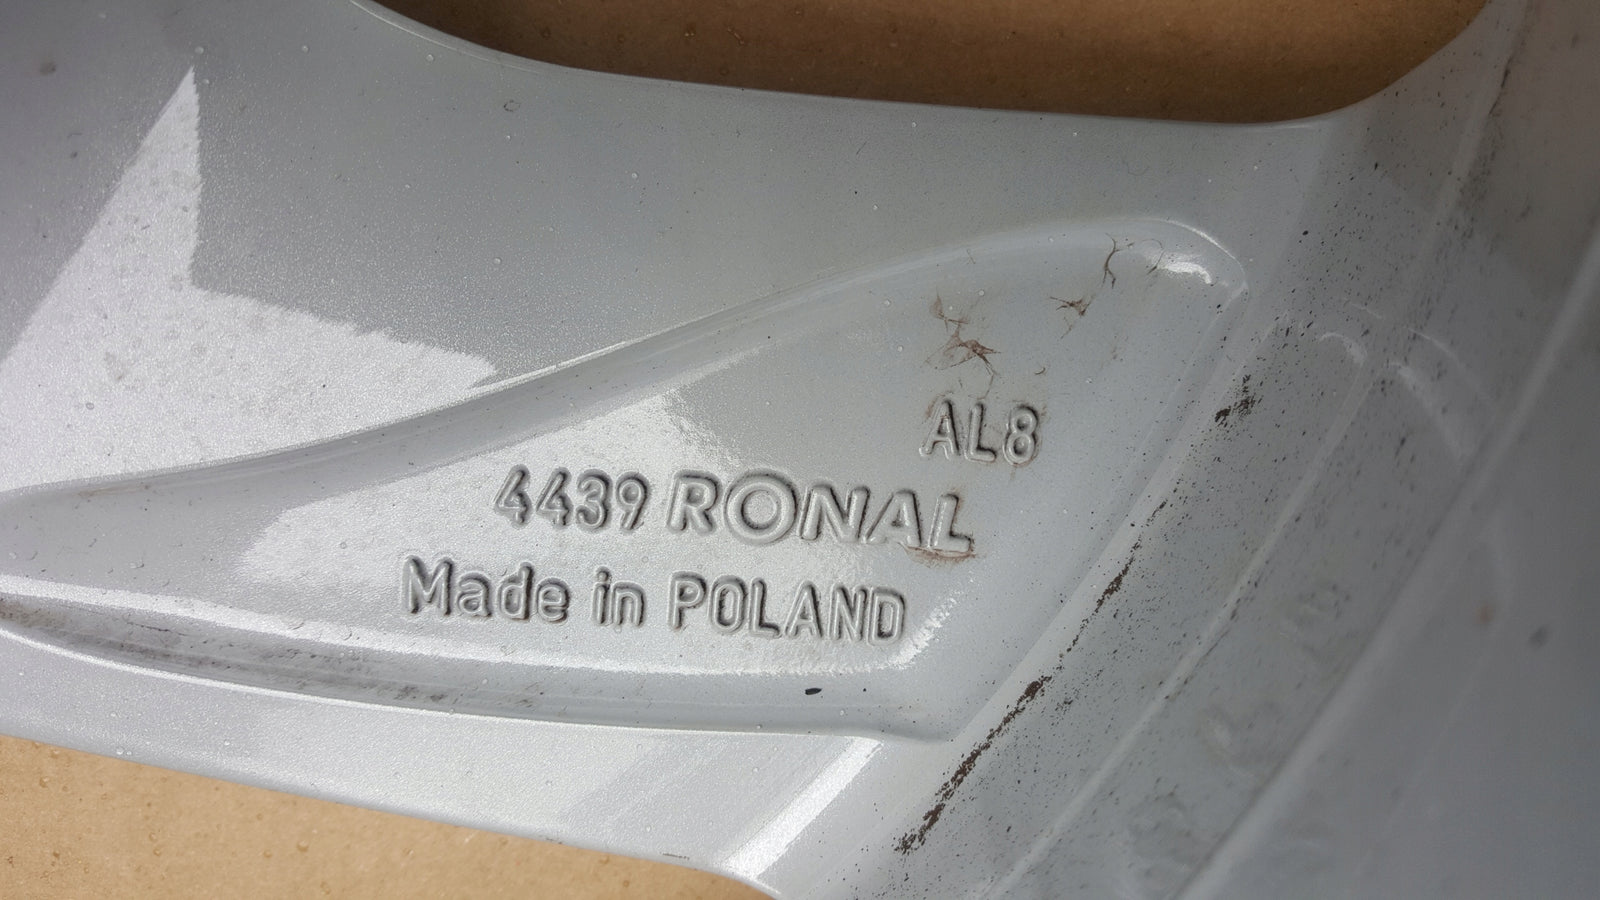 AL8
4439 RONAL
Made in POLAND